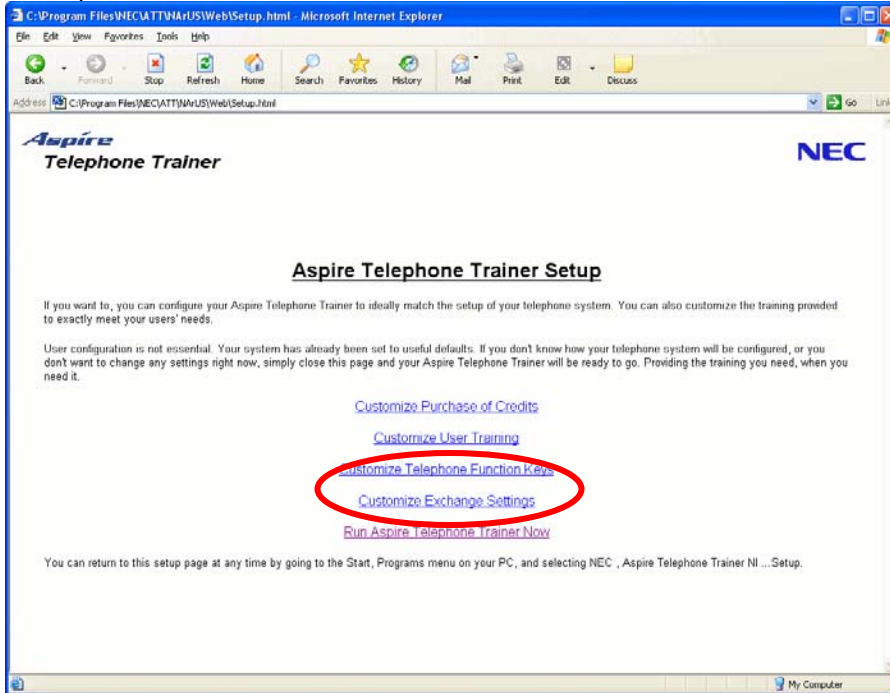 C:\Program Files\NEC\ATT\NArUS\Web\Setup.html - Microsoft Internet Explorer
File Edit View Favorites Tools Help
Back Forward Stop Refresh Home Search Favorites History Mail Print Edit Discuss
Address C:\Program Files\NEC\ATT\NArUS\Web\Setup.html Go
Aspire
Telephone Trainer
NEC
Aspire Telephone Trainer Setup
If you want to, you can configure your Aspire Telephone Trainer to ideally match the setup of your telephone system. You can also customize the training provided
to exactly meet your users' needs.
User configuration is not essential. Your system has already been set to useful defaults. If you don't know how your telephone system will be configured, or you
don't want to change any settings right now, simply close this page and your Aspire Telephone Trainer will be ready to go. Providing the training you need, when you
need it.
Customize Purchase of Credits
Customize User Training
Customize Telephone Function Keys
Customize Exchange Settings
Run Aspire Telephone Trainer Now
You can return to this setup page at any time by going to the Start, Programs menu on your PC, and selecting NEC , Aspire Telephone Trainer NI ...Setup.
My Computer